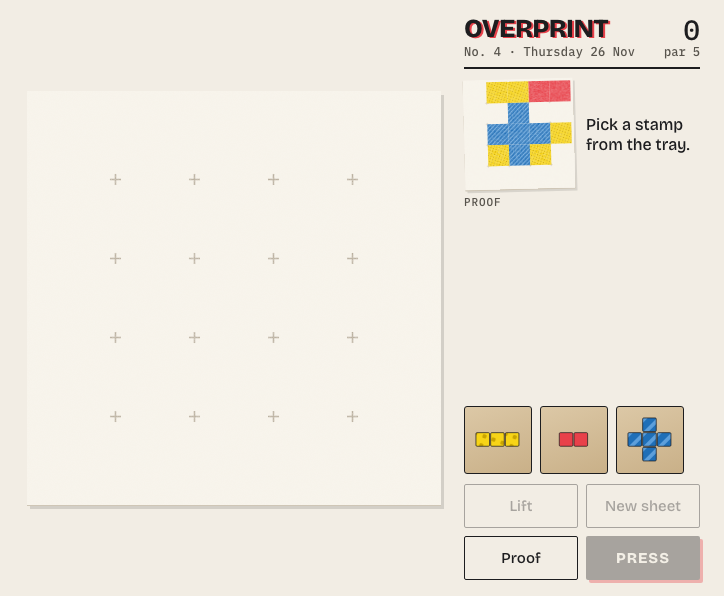 OVERPRINT
0
No. 4 · Thursday 26 Nov
par 5
Pick a stamp
from the tray.
PROOF
Lift
New sheet
Proof
PRESS